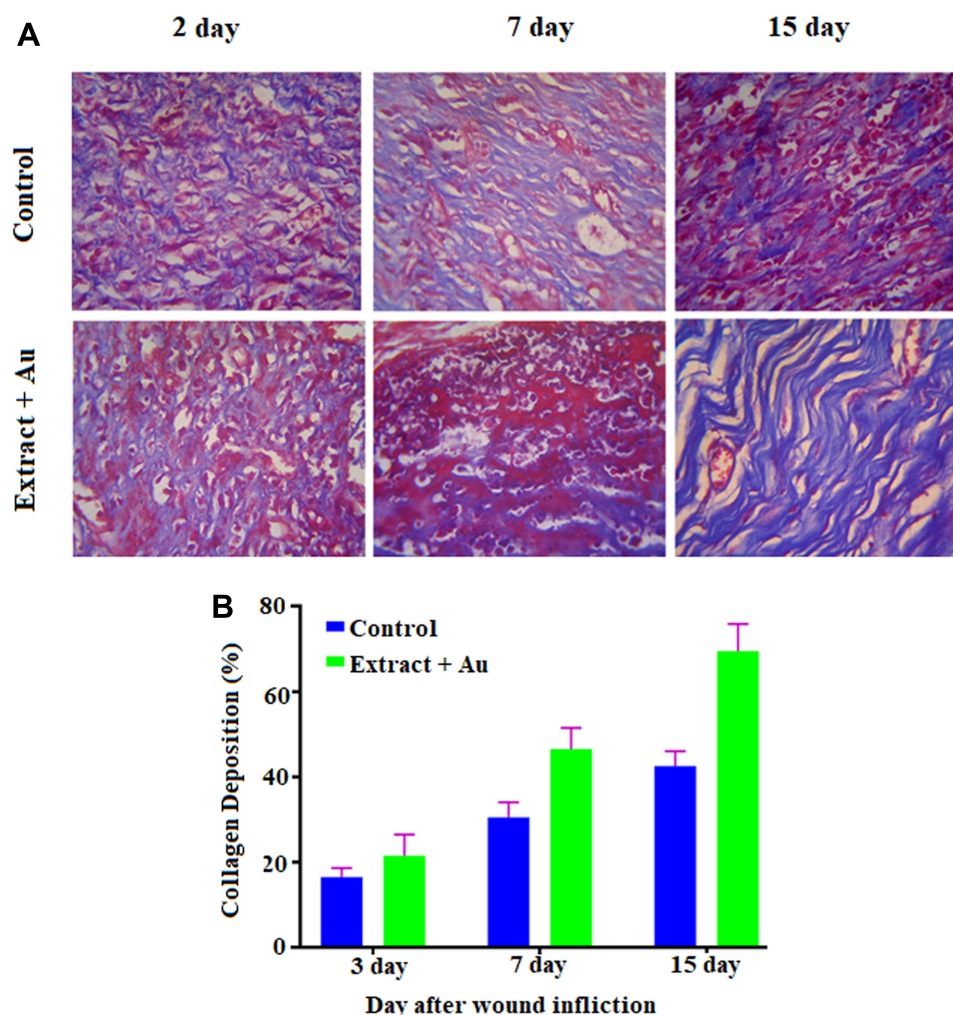 A
2 day 7 day 15 day
Control
Extract + Au
B
Control
Extract + Au
Collagen Deposition (%)
80
60
40
20
0
3 day 7 day 15 day
Day after wound infliction